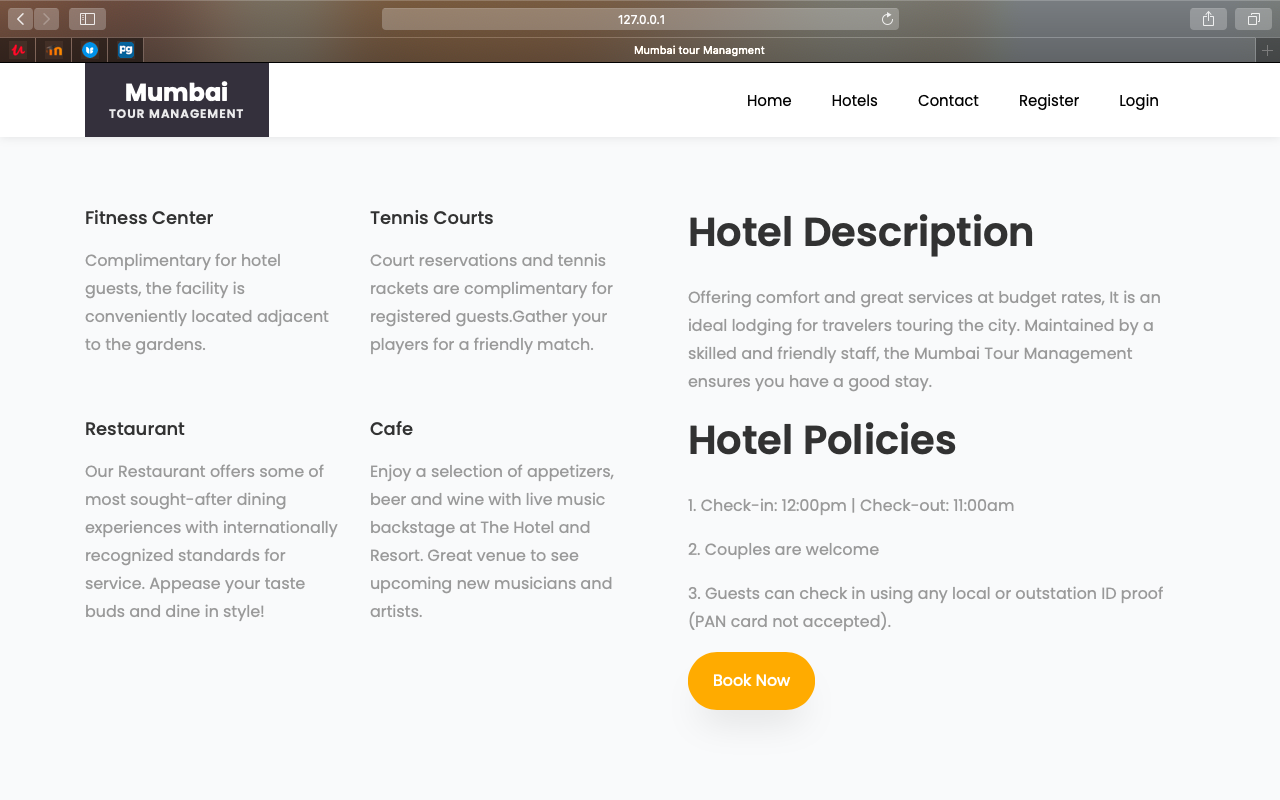 127.0.0.1
in
pg
Mumbai tour Managment
Mumbai
TOUR MANAGEMENT
Home
Hotels
Contact
Register
Login
Fitness Center
Complimentary for hotel
guests, the facility is
conveniently located adjacent
to the gardens.
Tennis Courts
Court reservations and tennis
rackets are complimentary for
registered guests.Gather your
players for a friendly match.
Restaurant
Our Restaurant offers some of
most sought-after dining
experiences with internationally
recognized standards for
service. Appease your taste
buds and dine in style!
Cafe
Enjoy a selection of appetizers,
beer and wine with live music
backstage at The Hotel and
Resort. Great venue to see
upcoming new musicians and
artists.
Hotel Description
Offering comfort and great services at budget rates, It is an
ideal lodging for travelers touring the city. Maintained by a
skilled and friendly staff, the Mumbai Tour Management
ensures you have a good stay.
Hotel Policies
1. Check-in: 12:00pm | Check-out: 11:00am
2. Couples are welcome
3. Guests can check in using any local or outstation ID proof
(PAN card not accepted).
Book Now